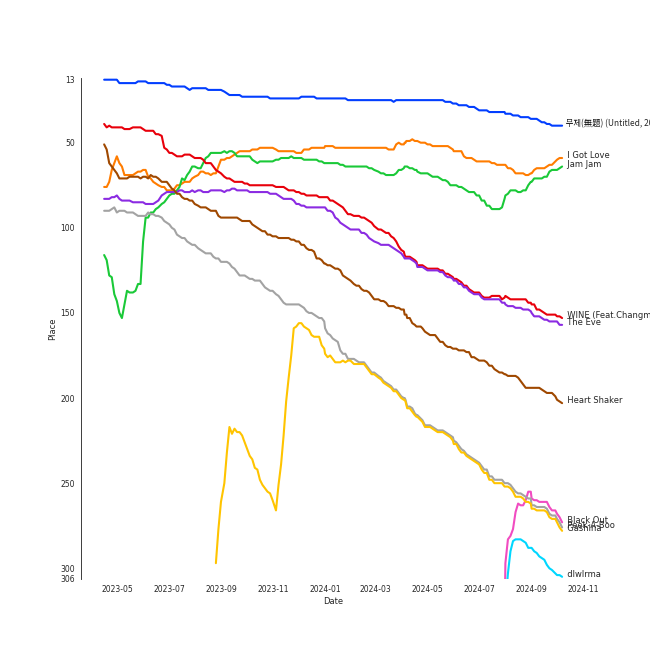 13
50
100
150
200
250
300
306
Place
2023-05
2023-07
2023-09
2023-11
2024-01
2024-03
2024-05
2024-07
2024-09
2024-11
Date
무제(無題) (Untitled, 20
I Got Love
Jam Jam
WINE (Feat.Changm
The Eve
Heart Shaker
Black Out
Gashina
dlwlrma